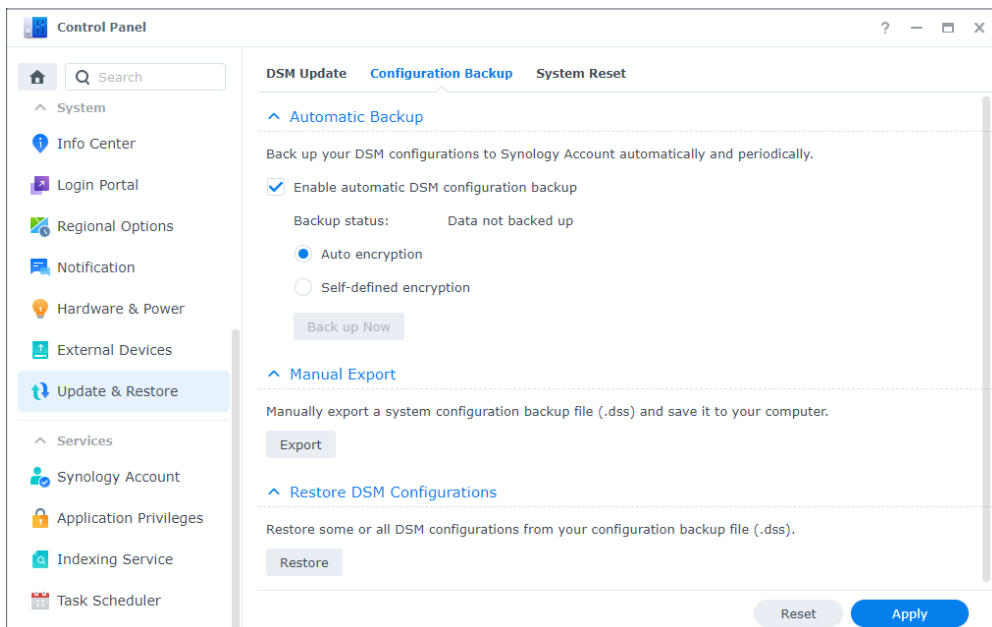 Control Panel
?
Search
System
Info Center
Login Portal
Regional Options
Notification
Hardware & Power
External Devices
Update & Restore
Services
Synology Account
Application Privileges
Indexing Service
Task Scheduler
DSM Update Configuration Backup System Reset
Automatic Backup
Back up your DSM configurations to Synology Account automatically and periodically.
Enable automatic DSM configuration backup
Backup status: Data not backed up
Auto encryption
Self-defined encryption
Back up Now
Manual Export
Manually export a system configuration backup file (.dss) and save it to your computer.
Export
Restore DSM Configurations
Restore some or all DSM configurations from your configuration backup file (.dss).
Restore
Reset Apply